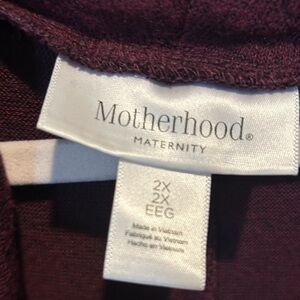 Motherhood®
MATERNITY
2X
2X
EEG
Made in Vietnam
Fabriqué au Vietnam
Hecho en Vietnam